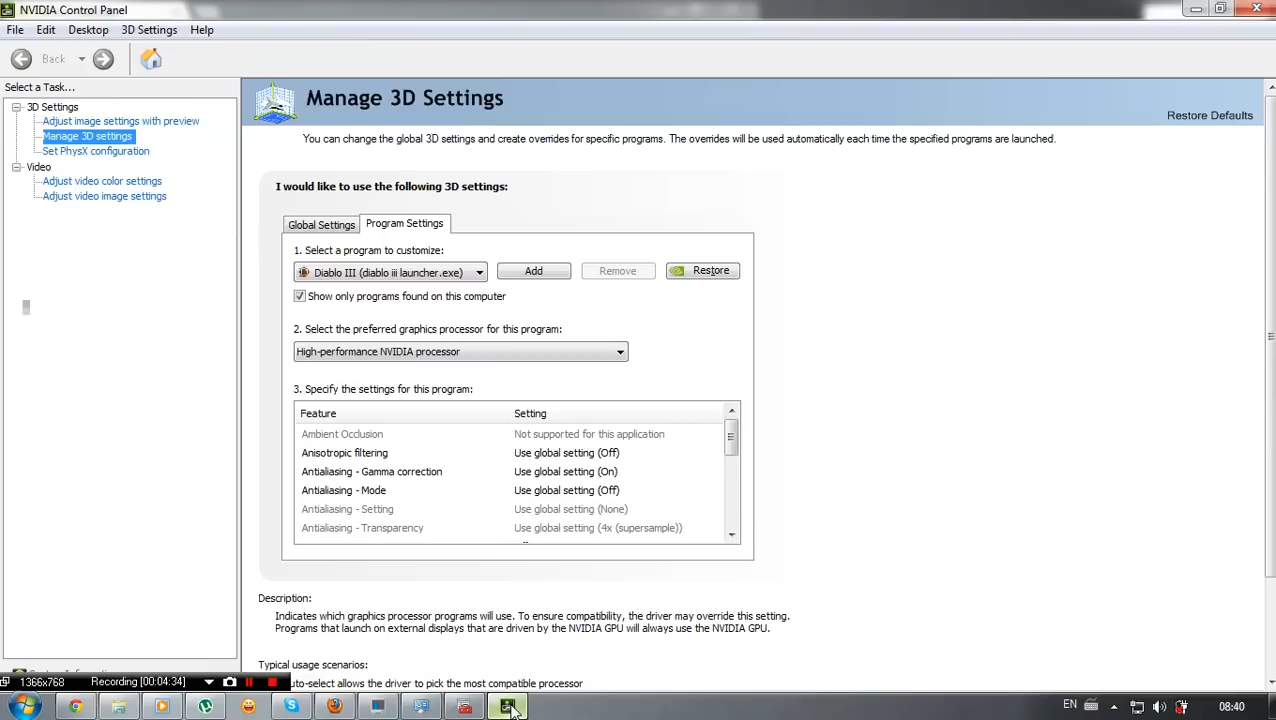 NVIDIA Control Panel
File Edit Desktop 3D Settings Help
Back
Select a Task...
3D Settings
Adjust image settings with preview
Manage 3D settings
Set PhysX configuration
Video
Adjust video color settings
Adjust video image settings
Manage 3D Settings
Restore Defaults
You can change the global 3D settings and create overrides for specific programs. The overrides will be used automatically each time the specified programs are launched.
I would like to use the following 3D settings:
Global Settings Program Settings
1. Select a program to customize:
Diablo III (diablo iii launcher.exe) Add Remove Restore
Show only programs found on this computer
2. Select the preferred graphics processor for this program:
High-performance NVIDIA processor
3. Specify the settings for this program:
Feature Setting
Ambient Occlusion Not supported for this application
Anisotropic filtering Use global setting (Off)
Antialiasing - Gamma correction Use global setting (On)
Antialiasing - Mode Use global setting (Off)
Antialiasing - Setting Use global setting (None)
Antialiasing - Transparency Use global setting (4x (supersample))
Description:
Indicates which graphics processor programs will use. To ensure compatibility, the driver may override this setting.
Programs that launch on external displays that are driven by the NVIDIA GPU will always use the NVIDIA GPU.
Typical usage scenarios:
auto-select allows the driver to pick the most compatible processor
1366x768 Recording [00:04:34]
EN 08:40